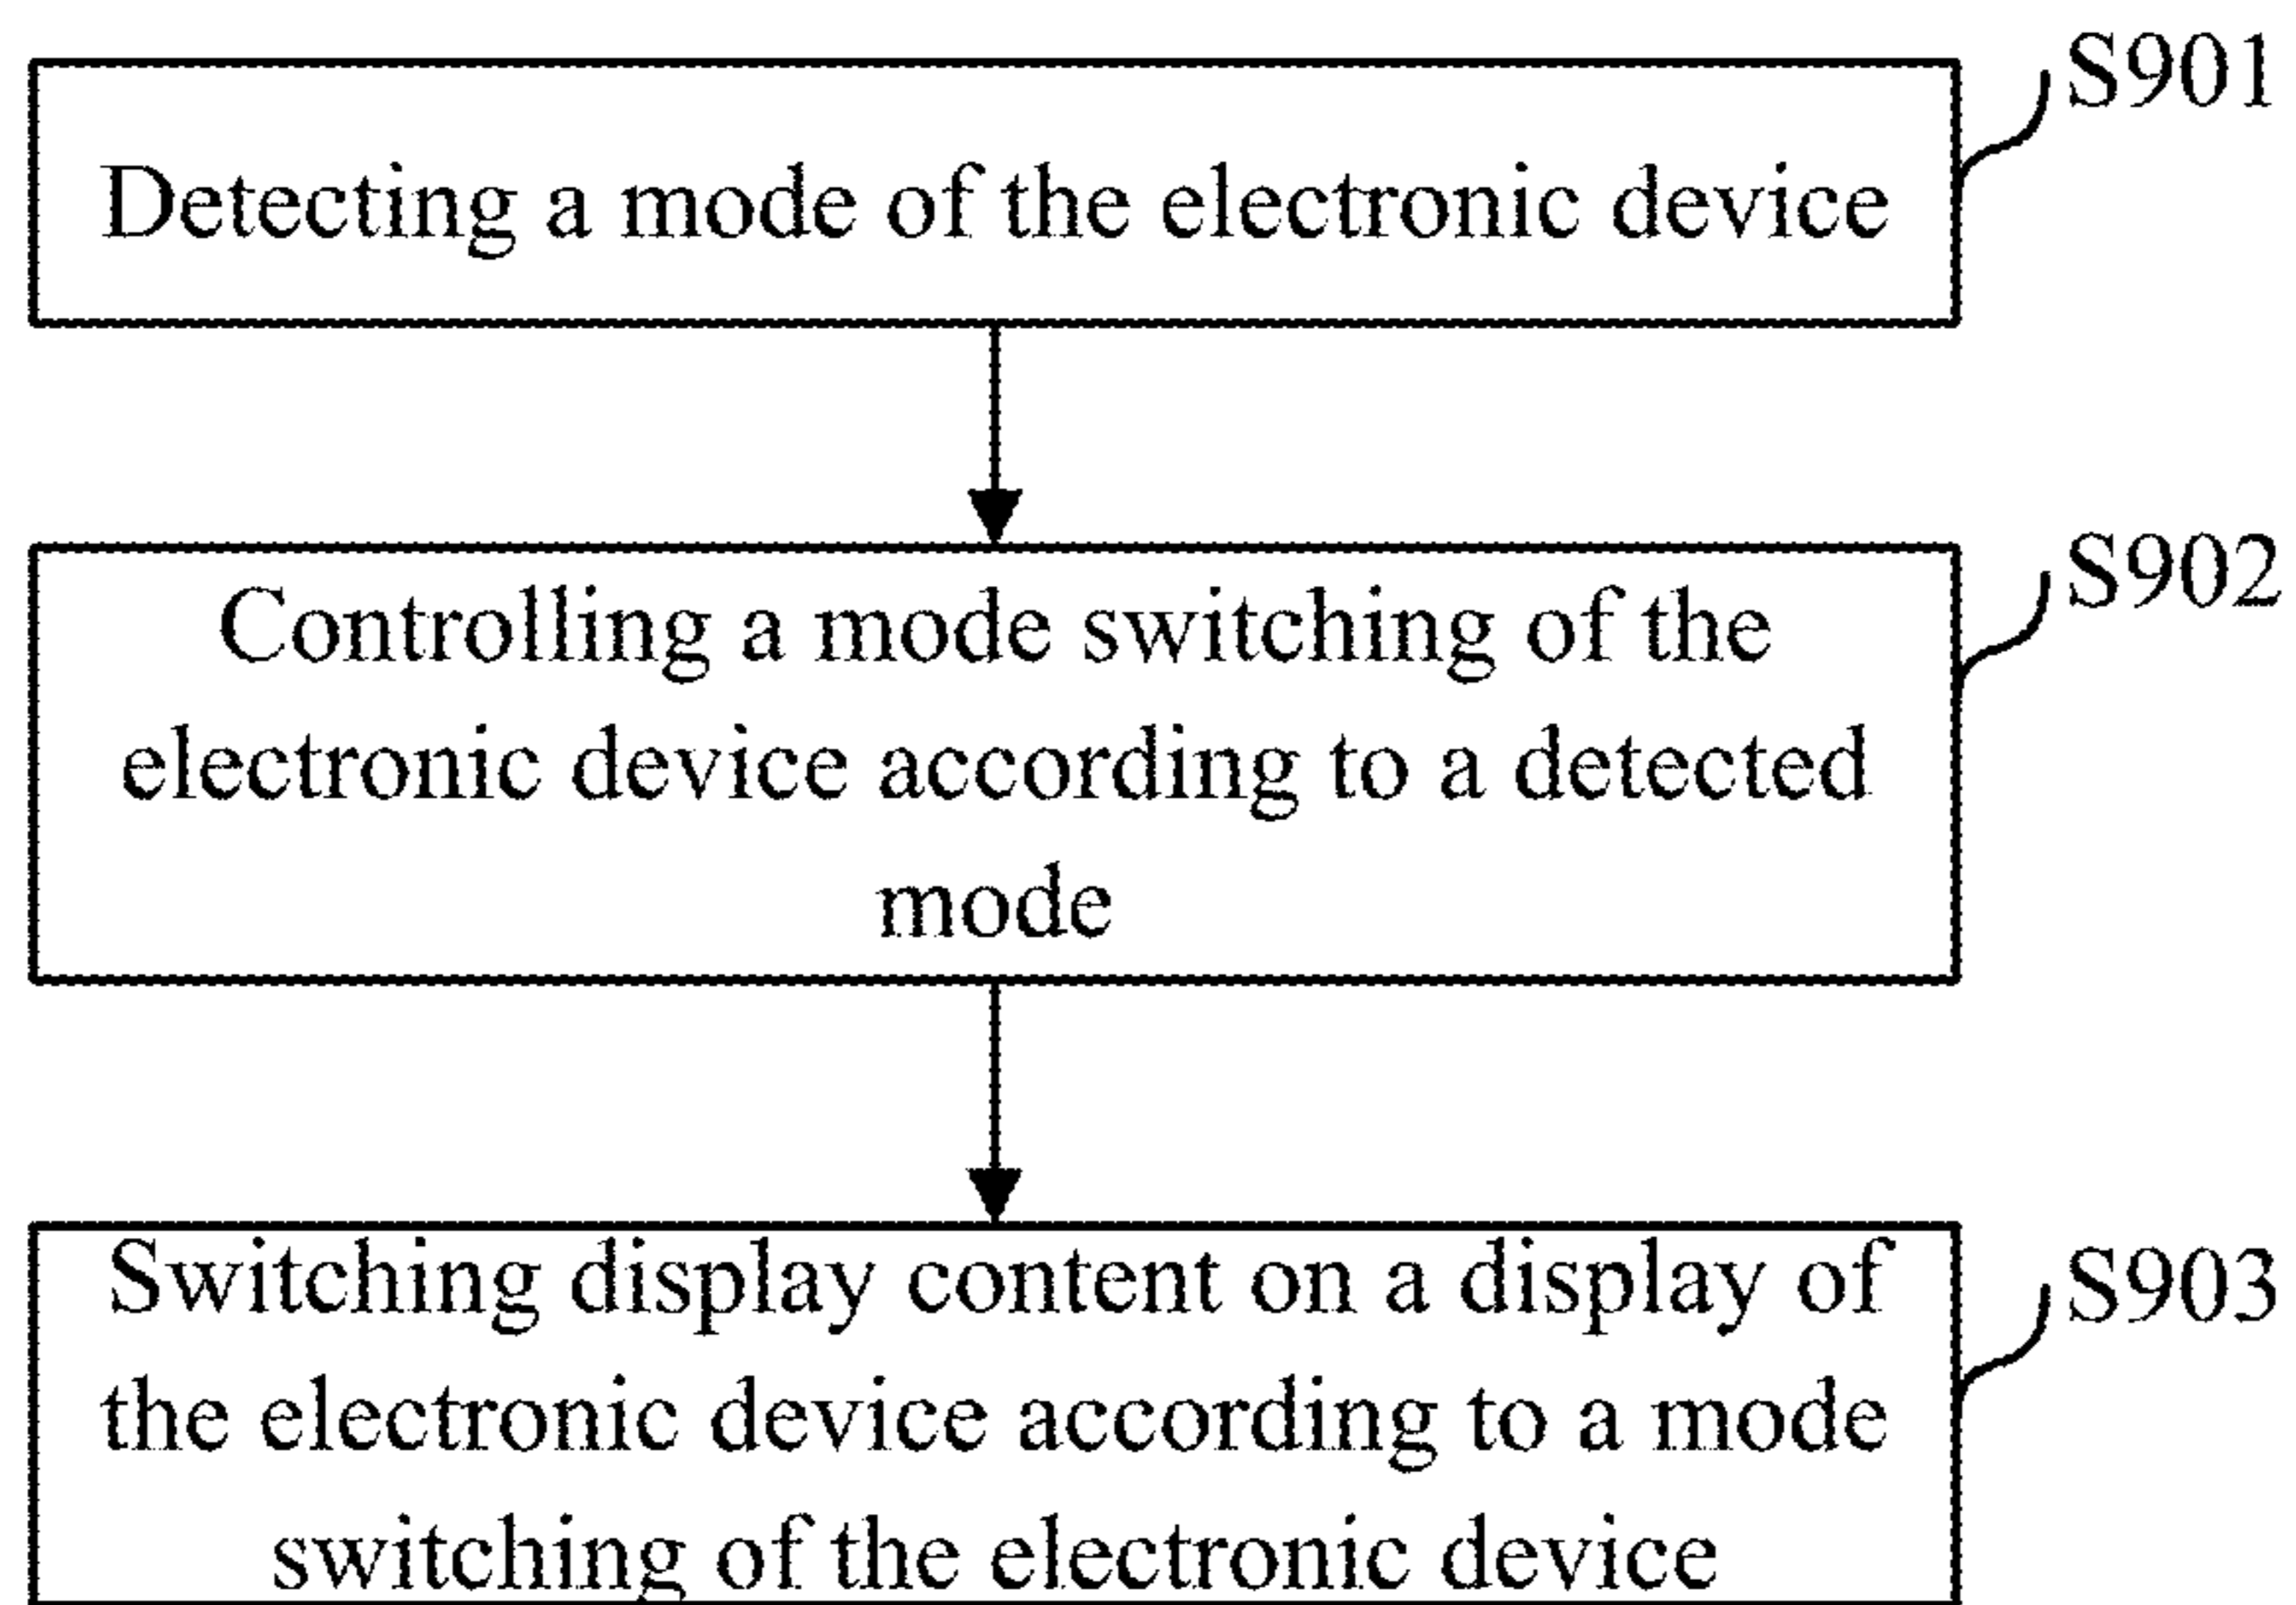 S901
Detecting a mode of the electronic device
S902
Controlling a mode switching of the
electronic device according to a detected
mode
S903
Switching display content on a display of
the electronic device according to a mode
switching of the electronic device